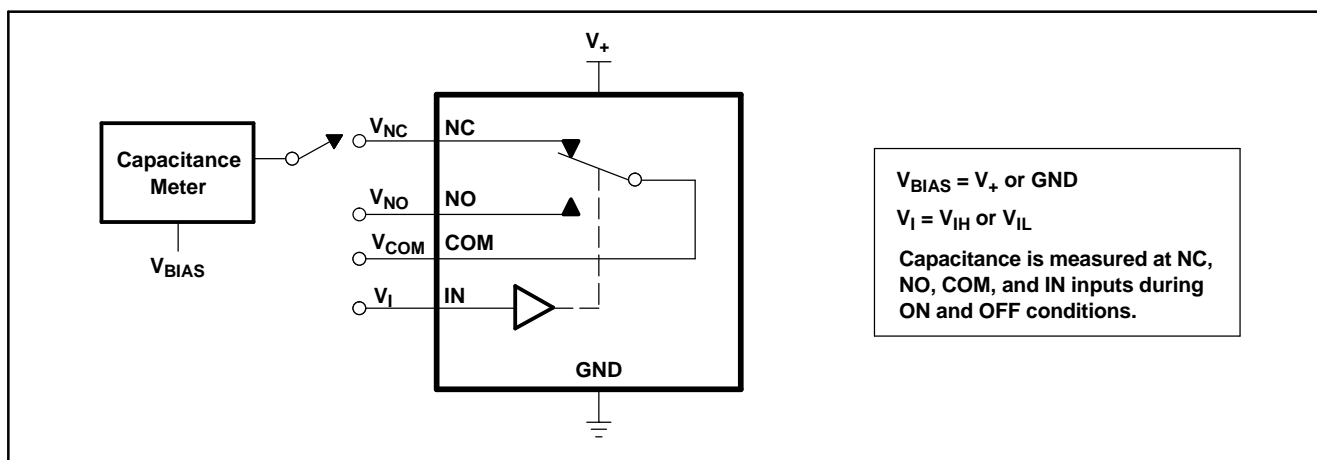 V+
Capacitance
Meter
VBIAS
VNC
NC
VNO
NO
VCOM
COM
VI
IN
GND
VBIAS = V+ or GND
VI = VIH or VIL
Capacitance is measured at NC,
NO, COM, and IN inputs during
ON and OFF conditions.